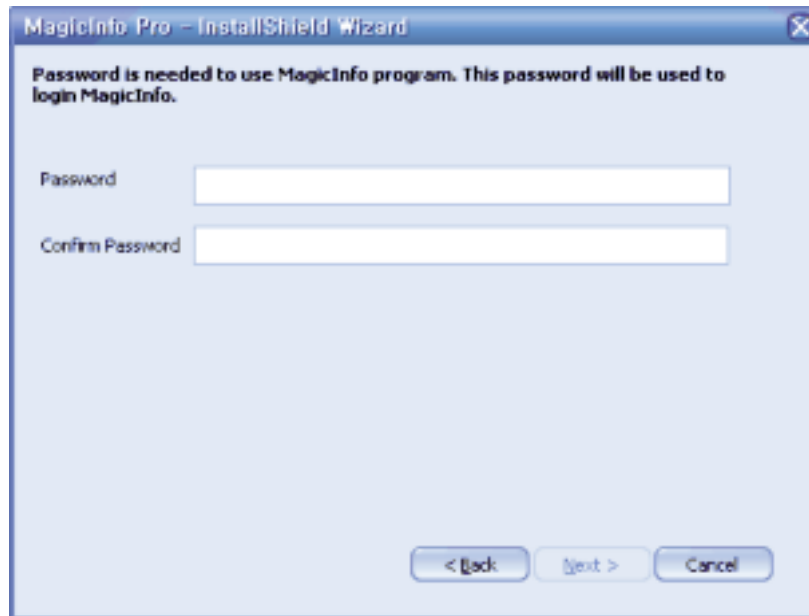 MagicInfo Pro - InstallShield Wizard
Password is needed to use MagicInfo program. This password will be used to
login MagicInfo.
Password
Confirm Password
< Back Next > Cancel